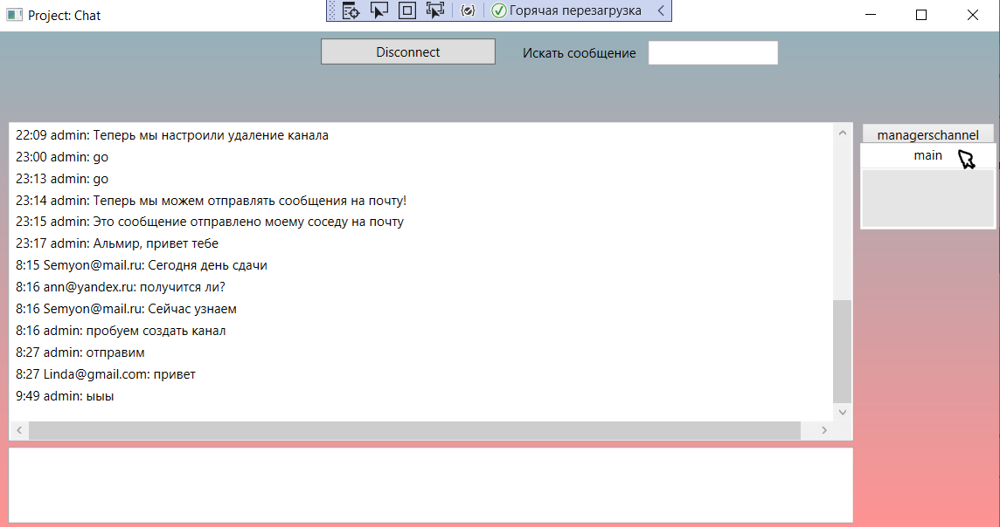 Project: Chat
Горячая перезагрузка
Disconnect
Искать сообщение
22:09 admin: Теперь мы настроили удаление канала
23:00 admin: go
23:13 admin: go
23:14 admin: Теперь мы можем отправлять сообщения на почту!
23:15 admin: Это сообщение отправлено моему соседу на почту
23:17 admin: Альмир, привет тебе
8:15 Semyon@mail.ru: Сегодня день сдачи
8:16 ann@yandex.ru: получится ли?
8:16 Semyon@mail.ru: Сейчас узнаем
8:16 admin: пробуем создать канал
8:27 admin: отправим
8:27 Linda@gmail.com: привет
9:49 admin: ыыы
managerschannel
main